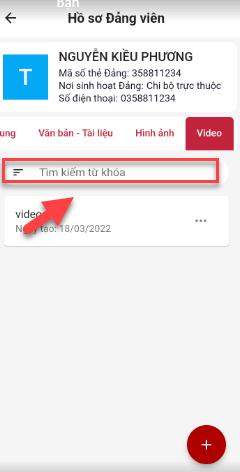 Bạn
Hồ sơ Đảng viên
T
NGUYỄN KIỀU PHƯƠNG
Mã số thẻ Đảng: 358811234
Nơi sinh hoạt Đảng: Chi bộ trực thuộc
Số điện thoại: 0358811234
ung
Văn bản - Tài liệu
Hình ảnh
Video
Tìm kiếm từ khóa
video
Ngày tạo: 18/03/2022